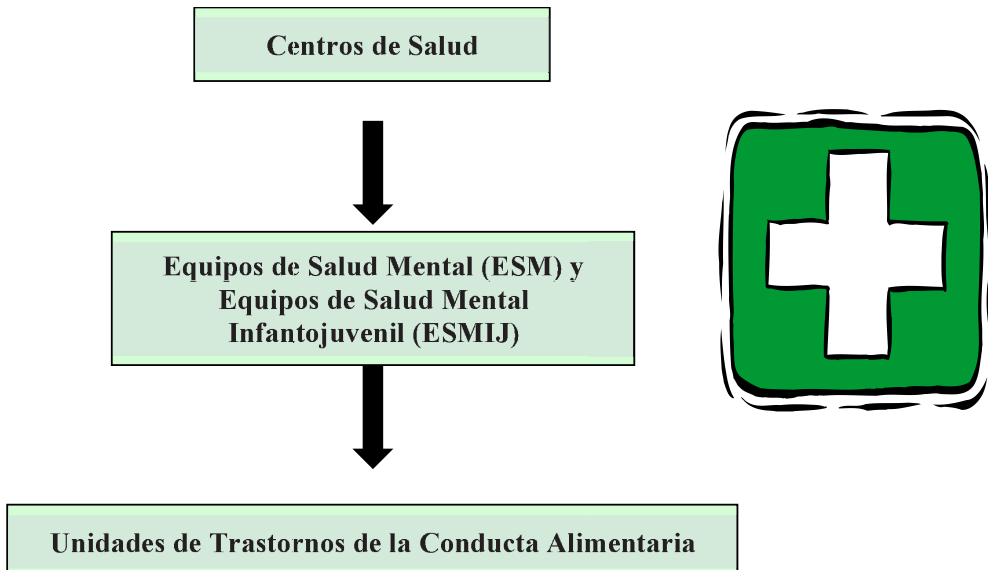 Centros de Salud
Equipos de Salud Mental (ESM) y
Equipos de Salud Mental
Infantojuvenil (ESMIJ)
Unidades de Trastornos de la Conducta Alimentaria